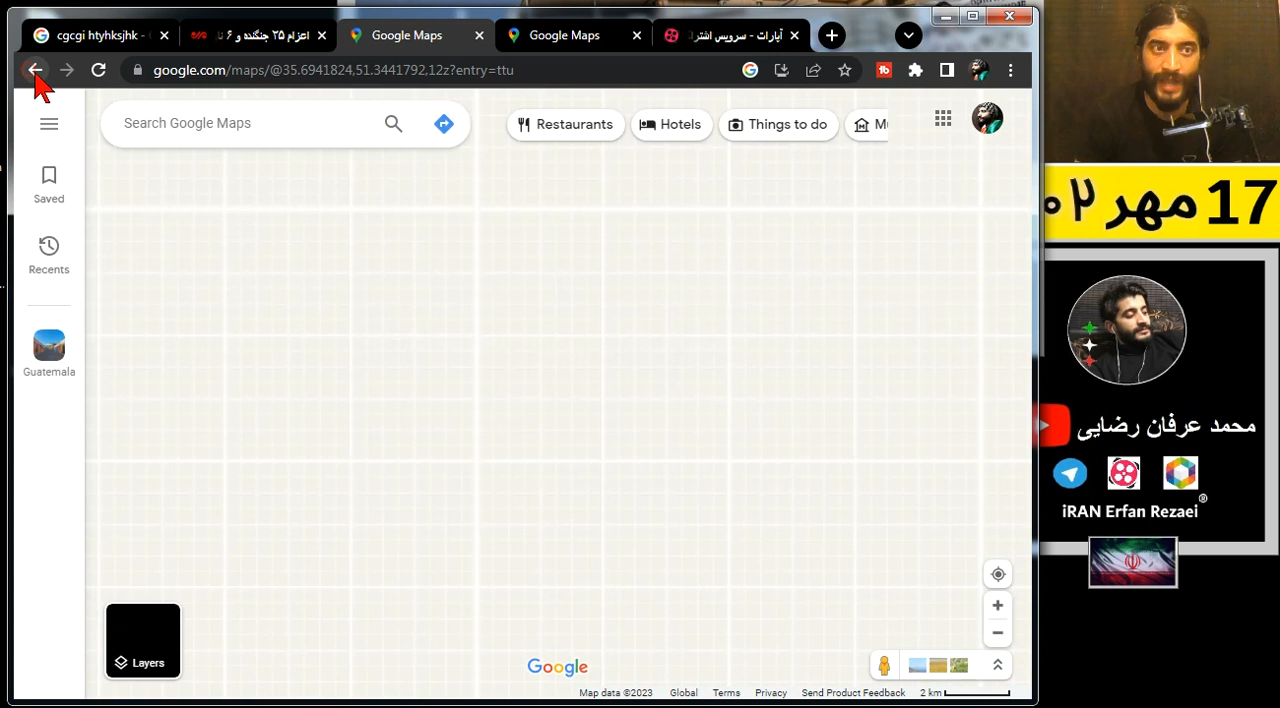 cgcgi htyhksjhk -
اعزام ۲۵ جنگنده و ۶
Google Maps
Google Maps
آپارات - سرویس اشتر
google.com/maps/@35.6941824,51.3441792,12z?entry=ttu
Search Google Maps
Restaurants
Hotels
Things to do
Saved
Recents
Guatemala
Layers
Google
Map data ©2023
Global
Terms
Privacy
Send Product Feedback
2 km
17 مهر ۰۲
محمد عرفان رضایی
iRAN Erfan Rezaei®